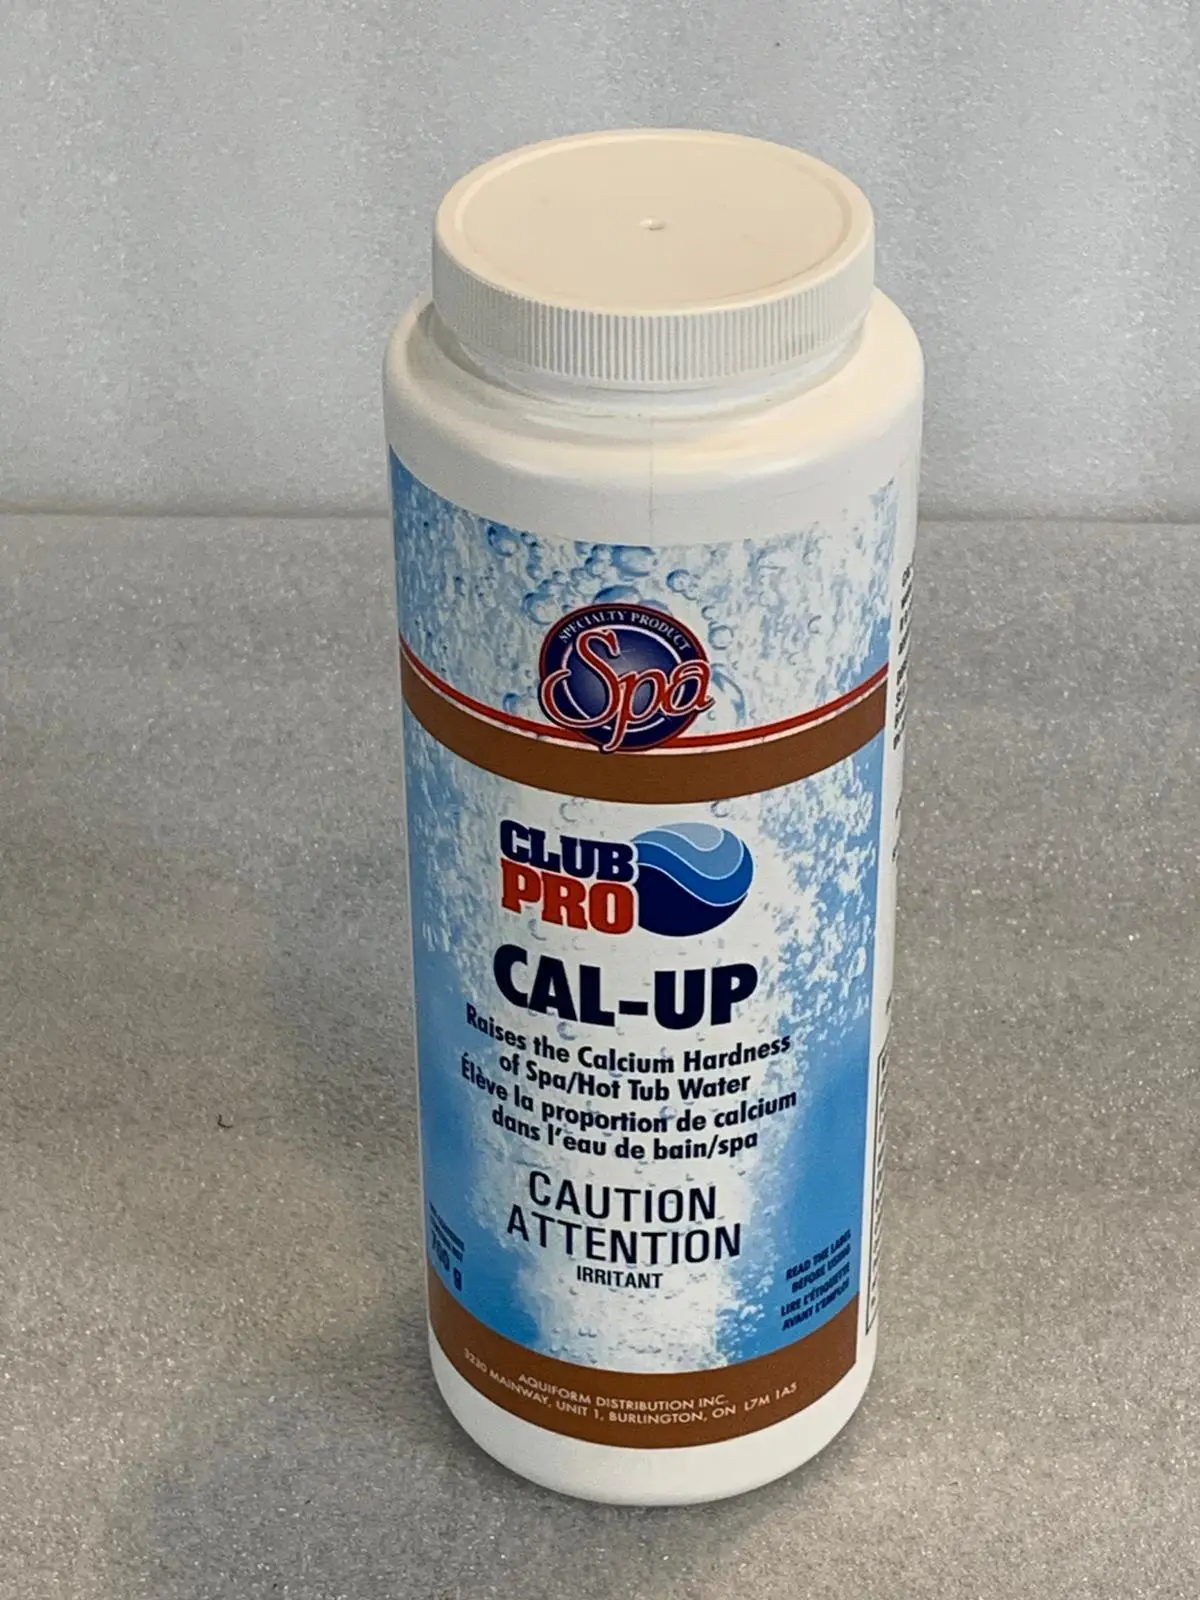 SPECIALTY PRODUCT
Spa
CLUB
PRO
CAL-UP
Raises the Calcium Hardness
of Spa/Hot Tub Water
Élève la proportion de calcium
dans l'eau de bain/spa
CAUTION
ATTENTION
IRRITANT
READ THE LABEL
BEFORE USING
LIRE L'ÉTIQUETTE
AVANT L'EMPLOI
AQUIFORM DISTRIBUTION INC.
3230 MAINWAY, UNIT 1, BURLINGTON, ON L7M 1A5